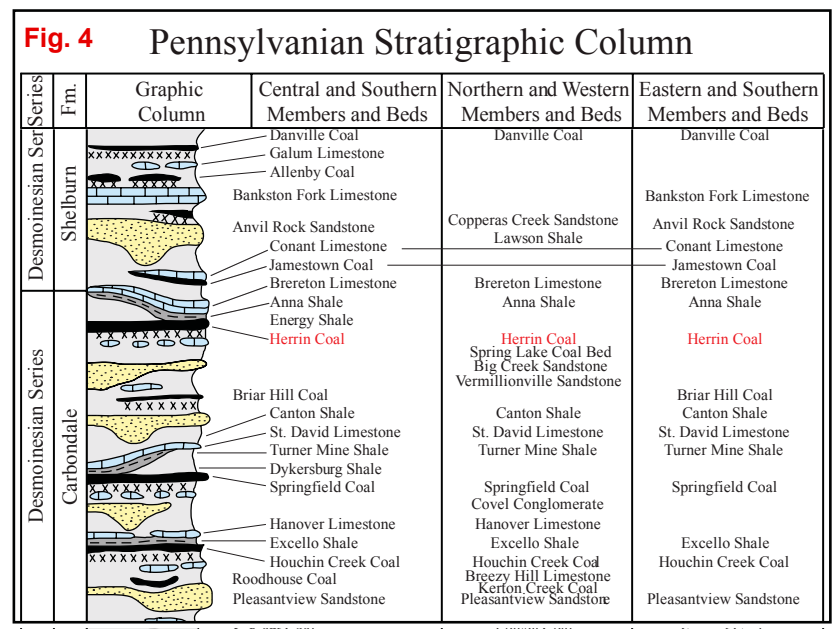 Fig. 4
Pennsylvanian Stratigraphic Column
Series
Fm.
Graphic
Column
Central and Southern
Members and Beds
Northern and Western
Members and Beds
Eastern and Southern
Members and Beds
Desmoinesian Ser
Shelburn
Desmoinesian Series
Carbondale
Danville Coal
Galum Limestone
Allenby Coal
Bankston Fork Limestone
Anvil Rock Sandstone
Conant Limestone
Jamestown Coal
Brereton Limestone
Anna Shale
Energy Shale
Herrin Coal
Briar Hill Coal
Canton Shale
St. David Limestone
Turner Mine Shale
Dykersburg Shale
Springfield Coal
Hanover Limestone
Excello Shale
Houchin Creek Coal
Roodhouse Coal
Pleasantview Sandstone
Danville Coal
Copperas Creek Sandstone
Lawson Shale
Brereton Limestone
Anna Shale
Herrin Coal
Spring Lake Coal Bed
Big Creek Sandstone
Vermillionville Sandstone
Canton Shale
St. David Limestone
Turner Mine Shale
Springfield Coal
Covel Conglomerate
Hanover Limestone
Excello Shale
Houchin Creek Coal
Breezy Hill Limestone
Kerton Creek Coal
Pleasantview Sandstone
Danville Coal
Bankston Fork Limestone
Anvil Rock Sandstone
Conant Limestone
Jamestown Coal
Brereton Limestone
Anna Shale
Herrin Coal
Briar Hill Coal
Canton Shale
St. David Limestone
Turner Mine Shale
Springfield Coal
Excello Shale
Houchin Creek Coal
Pleasantview Sandstone